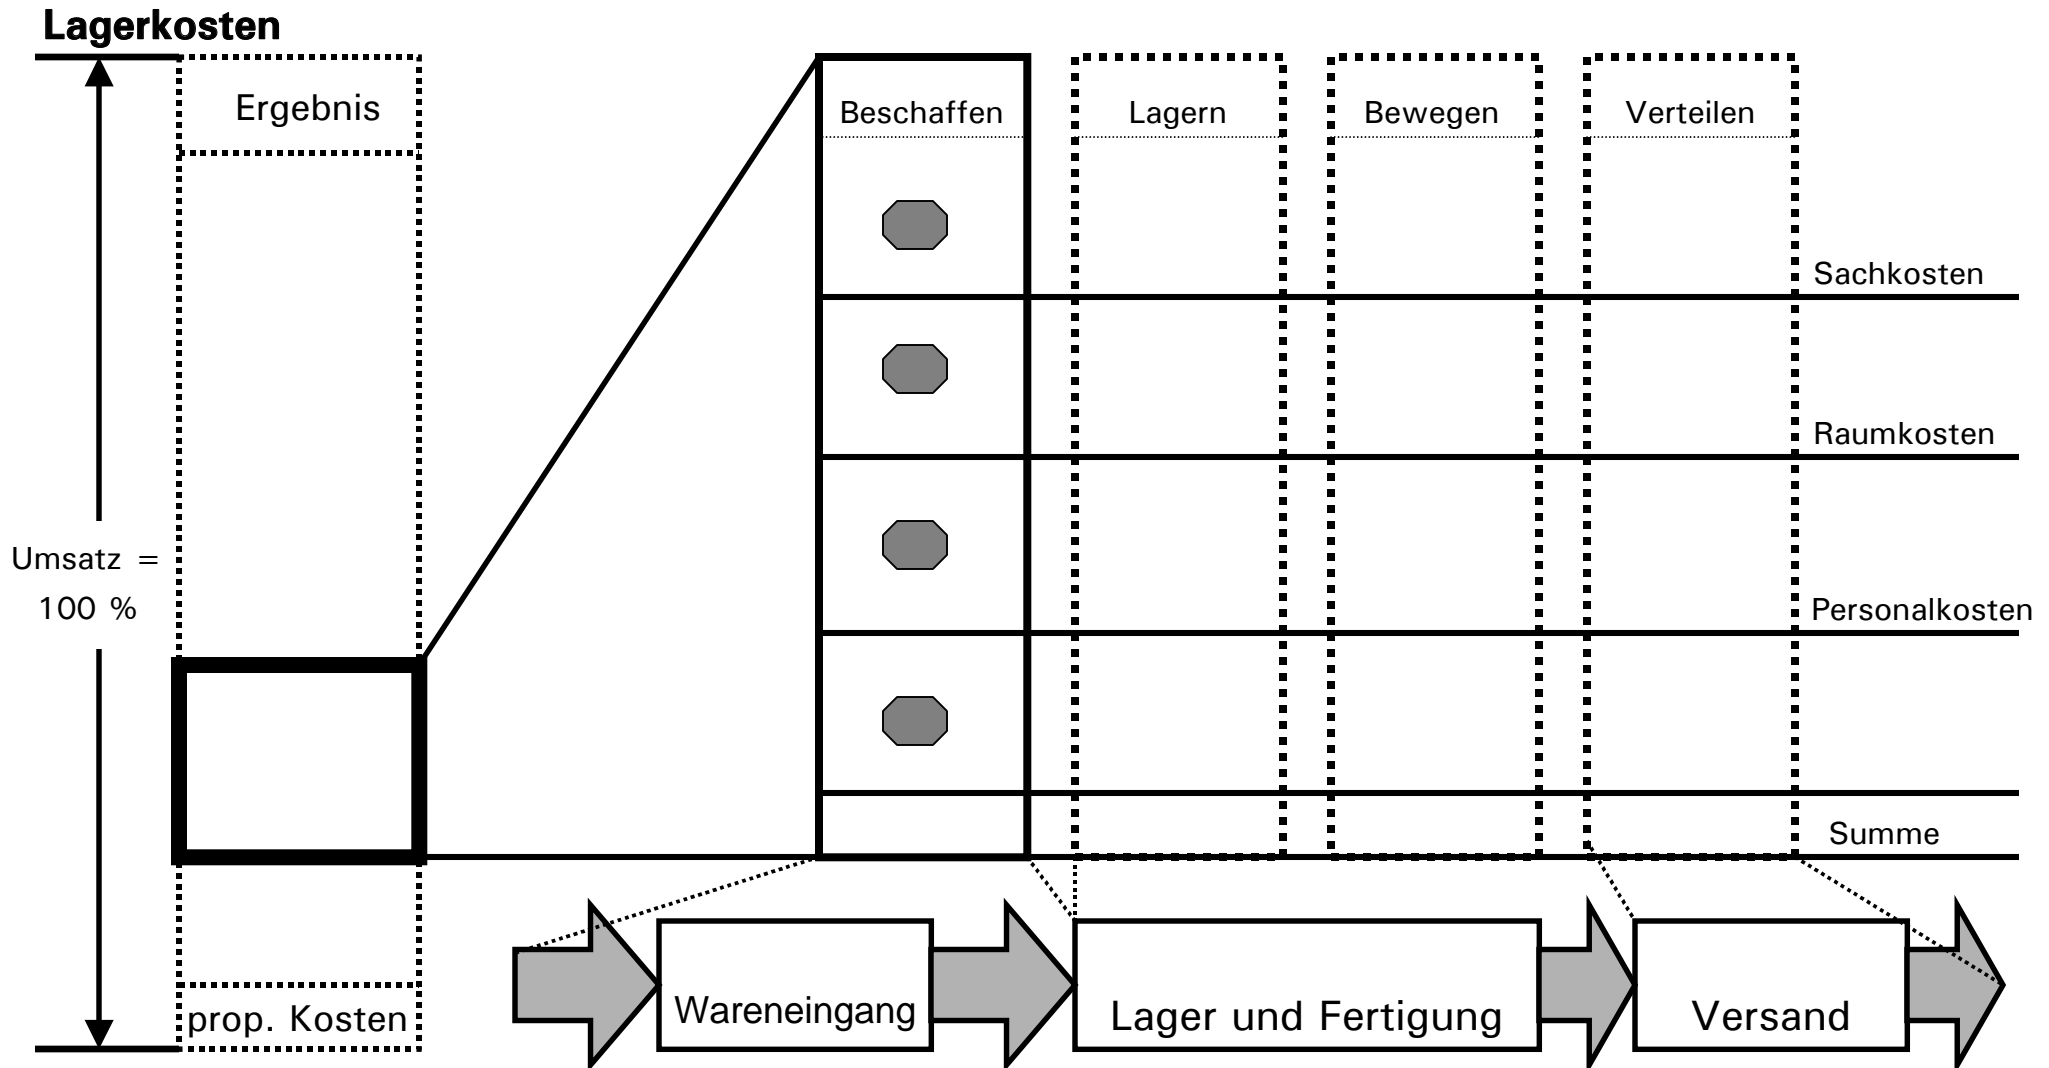 Lagerkosten
Ergebnis
Beschaffen
Lagern
Bewegen
Verteilen
Sachkosten
Raumkosten
Umsatz =
100 %
Personalkosten
Summe
prop. Kosten
Wareneingang
Lager und Fertigung
Versand